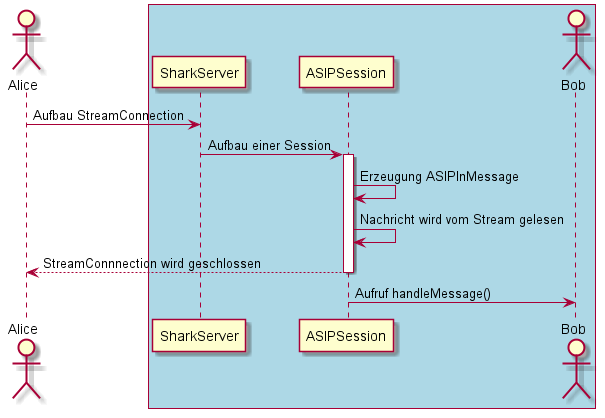 Alice
SharkServer
ASIPSession
Bob
Aufbau StreamConnection
Aufbau einer Session
Erzeugung ASIPInMessage
Nachricht wird vom Stream gelesen
StreamConnnection wird geschlossen
Aufruf handleMessage()
Alice
SharkServer
ASIPSession
Bob